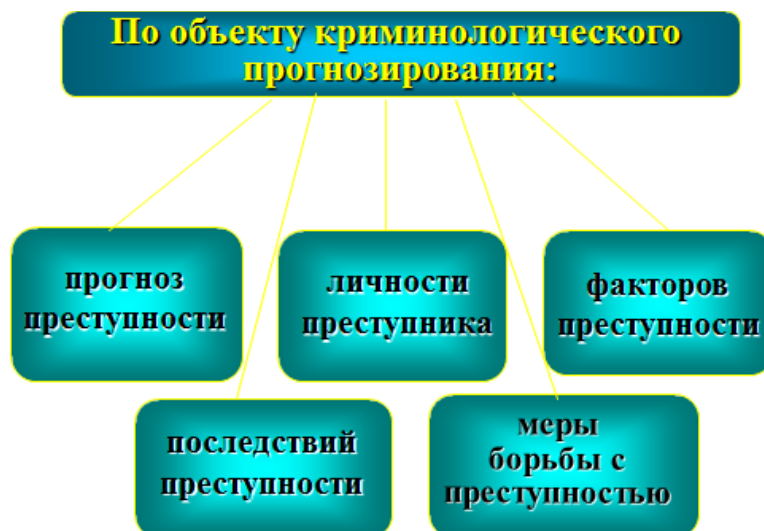 По объекту криминологического
прогнозирования:
прогноз
преступности
личности
преступника
факторов
преступности
последствий
преступности
меры
борьбы с
преступностью